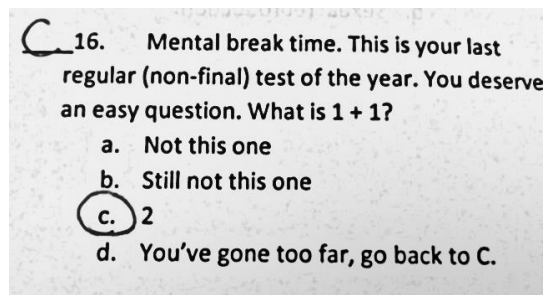 C 16. Mental break time. This is your last
regular (non-final) test of the year. You deserve
an easy question. What is 1 + 1?
a. Not this one
b. Still not this one
c. 2
d. You've gone too far, go back to C.